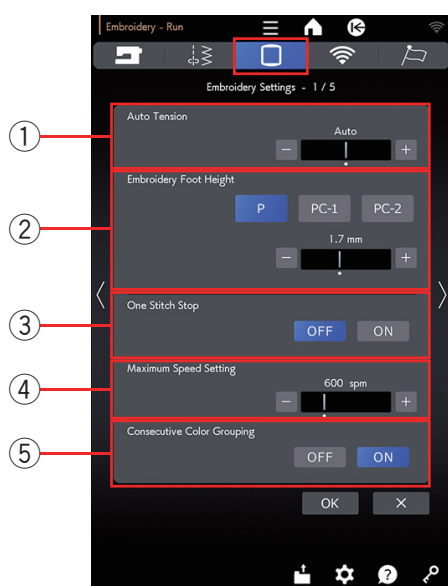 Embroidery - Run
Embroidery Settings - 1 / 5
① Auto Tension
Auto
− +
② Embroidery Foot Height
P PC-1 PC-2
1.7 mm
− +
③ One Stitch Stop
OFF ON
④ Maximum Speed Setting
600 spm
− +
⑤ Consecutive Color Grouping
OFF ON
OK ×
?